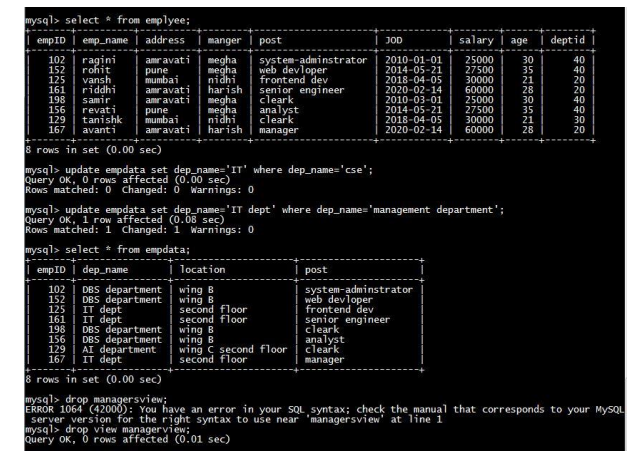 mysql> select * from emplyee;
+-------+----------+----------+--------+--------------------+------------+--------+------+--------+
| empID | emp_name | address | manger | post | JOD | salary | age | deptid |
+-------+----------+----------+--------+--------------------+------------+--------+------+--------+
| 102 | ragini | amravati | megha | system-adminstrator | 2010-01-01 | 25000 | 30 | 40 |
| 152 | rohit | pune | megha | web devloper | 2014-05-21 | 27500 | 35 | 40 |
| 125 | vansh | mumbai | nidhi | frontend dev | 2018-04-05 | 30000 | 21 | 20 |
| 161 | riddhi | amravati | harish | senior engineer | 2020-02-14 | 60000 | 28 | 20 |
| 198 | samir | amravati | megha | cleark | 2010-03-01 | 25000 | 30 | 40 |
| 156 | revati | pune | megha | analyst | 2014-05-21 | 27500 | 35 | 40 |
| 129 | tanishk | mumbai | nidhi | cleark | 2018-04-05 | 30000 | 21 | 30 |
| 167 | avanti | amravati | harish | manager | 2020-02-14 | 60000 | 28 | 20 |
+-------+----------+----------+--------+--------------------+------------+--------+------+--------+
8 rows in set (0.00 sec)
mysql> update empdata set dep_name='IT' where dep_name='cse';
Query OK, 0 rows affected (0.00 sec)
Rows matched: 0 Changed: 0 Warnings: 0
mysql> update empdata set dep_name='IT dept' where dep_name='management department';
Query OK, 1 row affected (0.08 sec)
Rows matched: 1 Changed: 1 Warnings: 0
mysql> select * from empdata;
+-------+----------------+---------------------+---------------------+
| empID | dep_name | location | post |
+-------+----------------+---------------------+---------------------+
| 102 | DBS department | wing B | system-adminstrator |
| 152 | DBS department | wing B | web devloper |
| 125 | IT dept | second floor | frontend dev |
| 161 | IT dept | second floor | senior engineer |
| 198 | DBS department | wing B | cleark |
| 156 | DBS department | wing B | analyst |
| 129 | AI department | wing C second floor | cleark |
| 167 | IT dept | second floor | manager |
+-------+----------------+---------------------+---------------------+
8 rows in set (0.00 sec)
mysql> drop managersview;
ERROR 1064 (42000): You have an error in your SQL syntax; check the manual that corresponds to your MySQL
server version for the right syntax to use near 'managersview' at line 1
mysql> drop view managerview;
Query OK, 0 rows affected (0.01 sec)